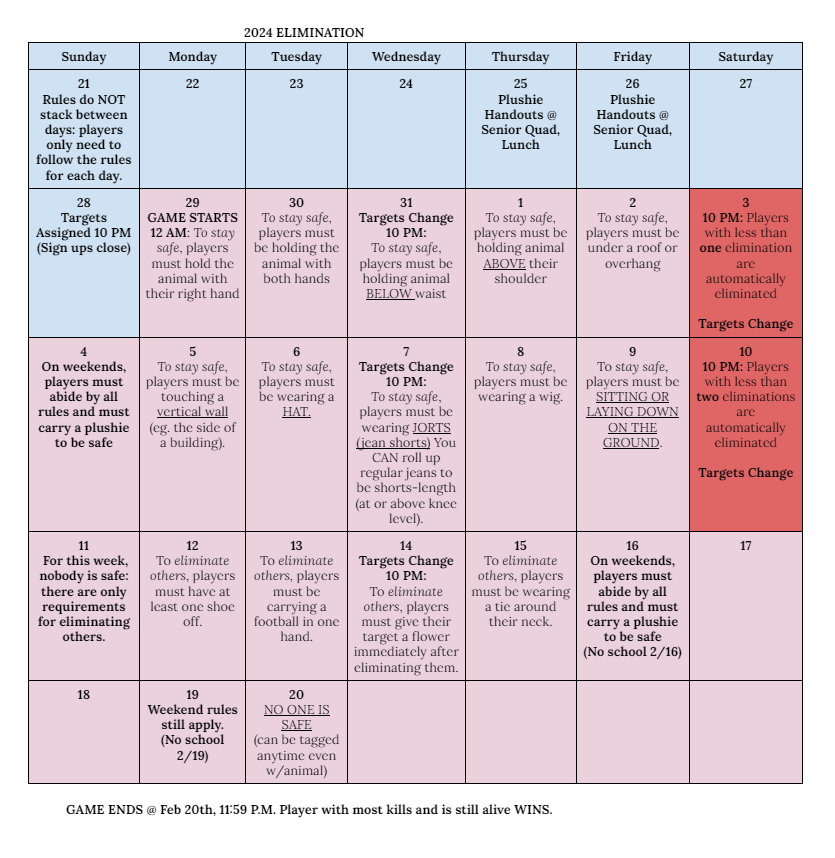 2024 ELIMINATION
Sunday
Monday
Tuesday
Wednesday
Thursday
Friday
Saturday
21
Rules do NOT
stack between
days: players
only need to
follow the rules
for each day.
22
23
24
25
Plushie
Handouts @
Senior Quad,
Lunch
26
Plushie
Handouts @
Senior Quad,
Lunch
27
28
Targets
Assigned 10 PM
(Sign ups close)
29
GAME STARTS
12 AM: To stay
safe, players
must hold the
animal with
their right hand
30
To stay safe,
players must
be holding the
animal with
both hands
31
Targets Change
10 PM:
To stay safe,
players must be
holding animal
BELOW waist
1
To stay safe,
players must be
holding animal
ABOVE their
shoulder
2
To stay safe,
players must be
under a roof or
overhang
3
10 PM: Players
with less than
one elimination
are
automatically
eliminated
Targets Change
4
On weekends,
players must
abide by all
rules and must
carry a plushie
to be safe
5
To stay safe,
players must be
touching a
vertical wall
(eg. the side of
a building).
6
To stay safe,
players must
be wearing a
HAT.
7
Targets Change
10 PM:
To stay safe,
players must be
wearing JORTS
(jean shorts) You
CAN roll up
regular jeans to
be shorts-length
(at or above knee
level).
8
To stay safe,
players must be
wearing a wig.
9
To stay safe,
players must be
SITTING OR
LAYING DOWN
ON THE
GROUND.
10
10 PM: Players
with less than
two eliminations
are
automatically
eliminated
Targets Change
11
For this week,
nobody is safe:
there are only
requirements
for eliminating
others.
12
To eliminate
others, players
must have at
least one shoe
off.
13
To eliminate
others, players
must be
carrying a
football in one
hand.
14
Targets Change
10 PM:
To eliminate
others, players
must give their
target a flower
immediately after
eliminating them.
15
To eliminate
others, players
must be wearing
a tie around
their neck.
16
On weekends,
players must
abide by all
rules and must
carry a plushie
to be safe
(No school 2/16)
17
18
19
Weekend rules
still apply.
(No school
2/19)
20
NO ONE IS
SAFE
(can be tagged
anytime even
w/animal)
GAME ENDS @ Feb 20th, 11:59 P.M. Player with most kills and is still alive WINS.